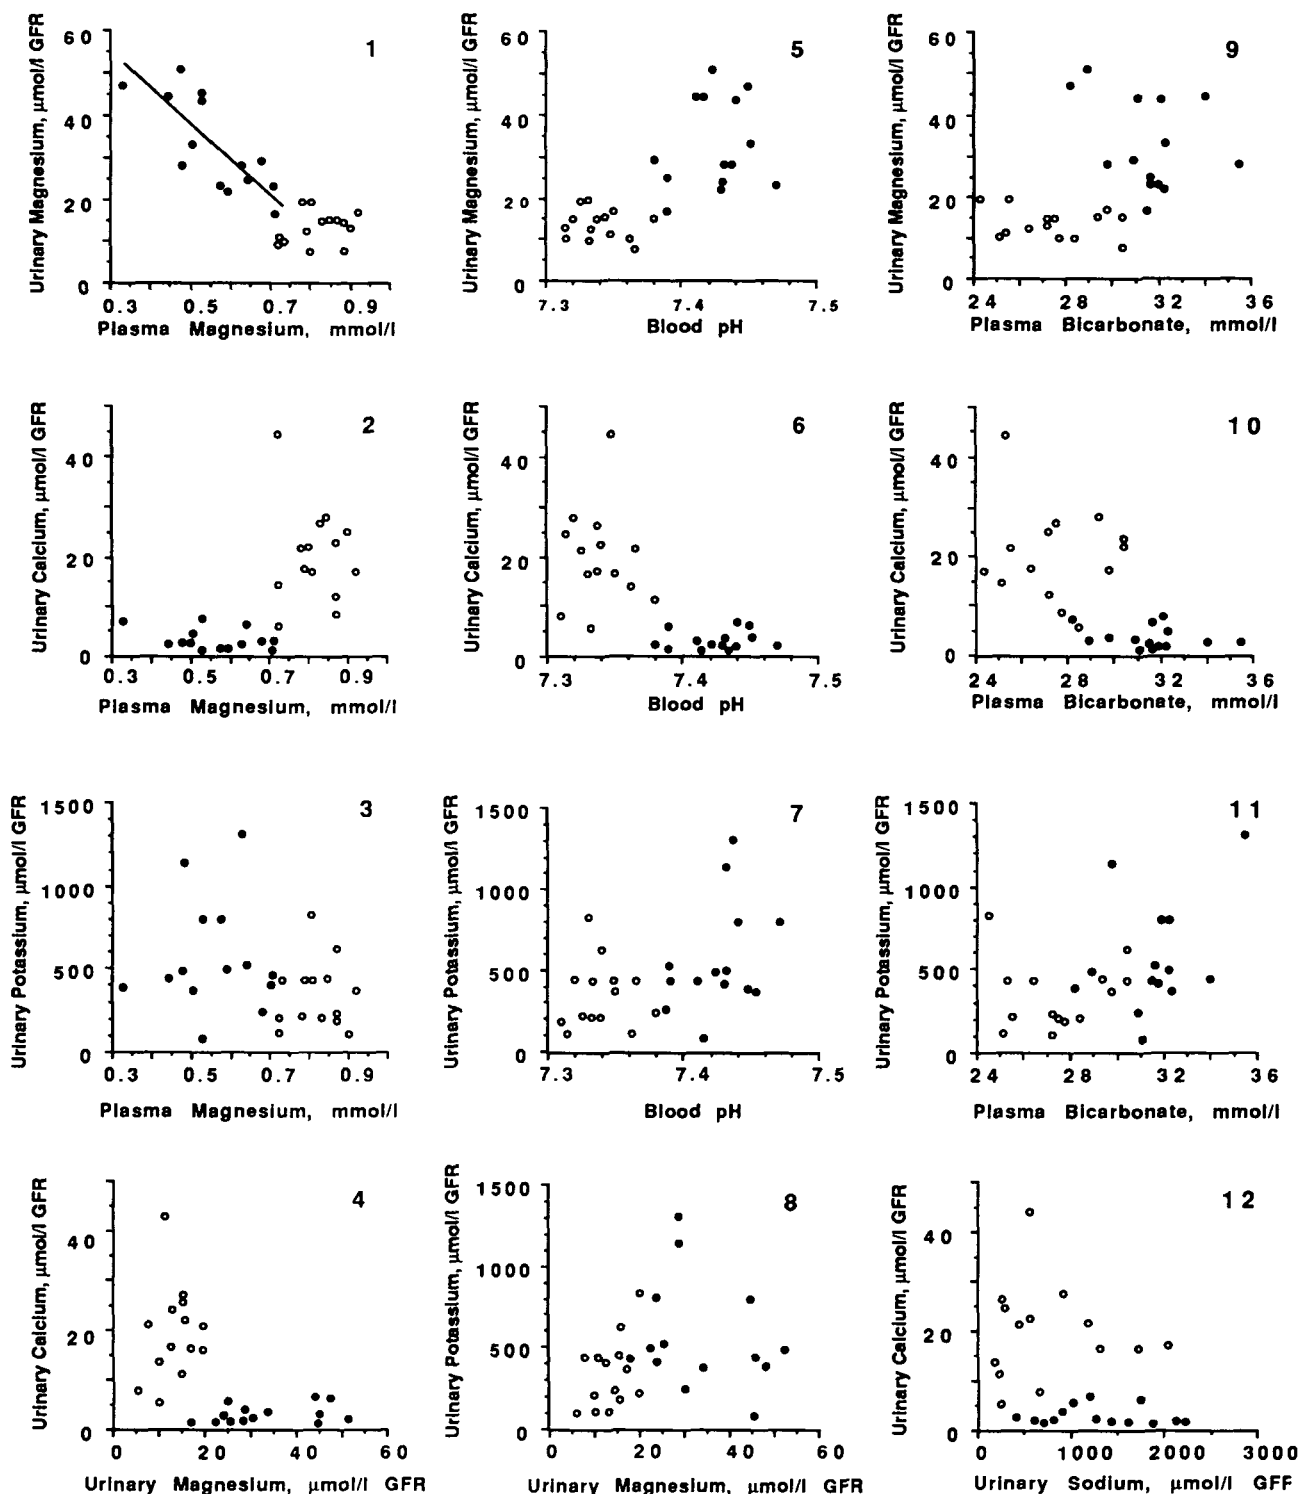 Urinary Magnesium, µmol/l GFR
60
40
20
0
1
0.3 0.5 0.7 0.9
Plasma Magnesium, mmol/l
Urinary Magnesium, µmol/l GFR
60
40
20
0
5
7.3 7.4 7.5
Blood pH
Urinary Magnesium, µmol/l GFR
60
40
20
0
9
24 28 32 36
Plasma Bicarbonate, mmol/l
Urinary Calcium, µmol/l GFR
40
20
0
2
0.3 0.5 0.7 0.9
Plasma Magnesium, mmol/l
Urinary Calcium, µmol/l GFR
40
20
0
6
7.3 7.4 7.5
Blood pH
Urinary Calcium, µmol/l GFR
40
20
0
10
24 28 32 36
Plasma Bicarbonate, mmol/l
Urinary Potassium, µmol/l GFR
1500
1000
500
0
3
0.3 0.5 0.7 0.9
Plasma Magnesium, mmol/l
Urinary Potassium, µmol/l GFR
1500
1000
500
0
7
7.3 7.4 7.5
Blood pH
Urinary Potassium, µmol/l GFR
1500
1000
500
0
11
24 28 32 36
Plasma Bicarbonate, mmol/l
Urinary Calcium, µmol/l GFR
40
20
0
4
0 20 40 60
Urinary Magnesium, µmol/l GFR
Urinary Potassium, µmol/l GFR
1500
1000
500
0
8
0 20 40 60
Urinary Magnesium, µmol/l GFR
Urinary Calcium, µmol/l GFR
40
20
0
12
0 1000 2000 3000
Urinary Sodium, µmol/l GFF